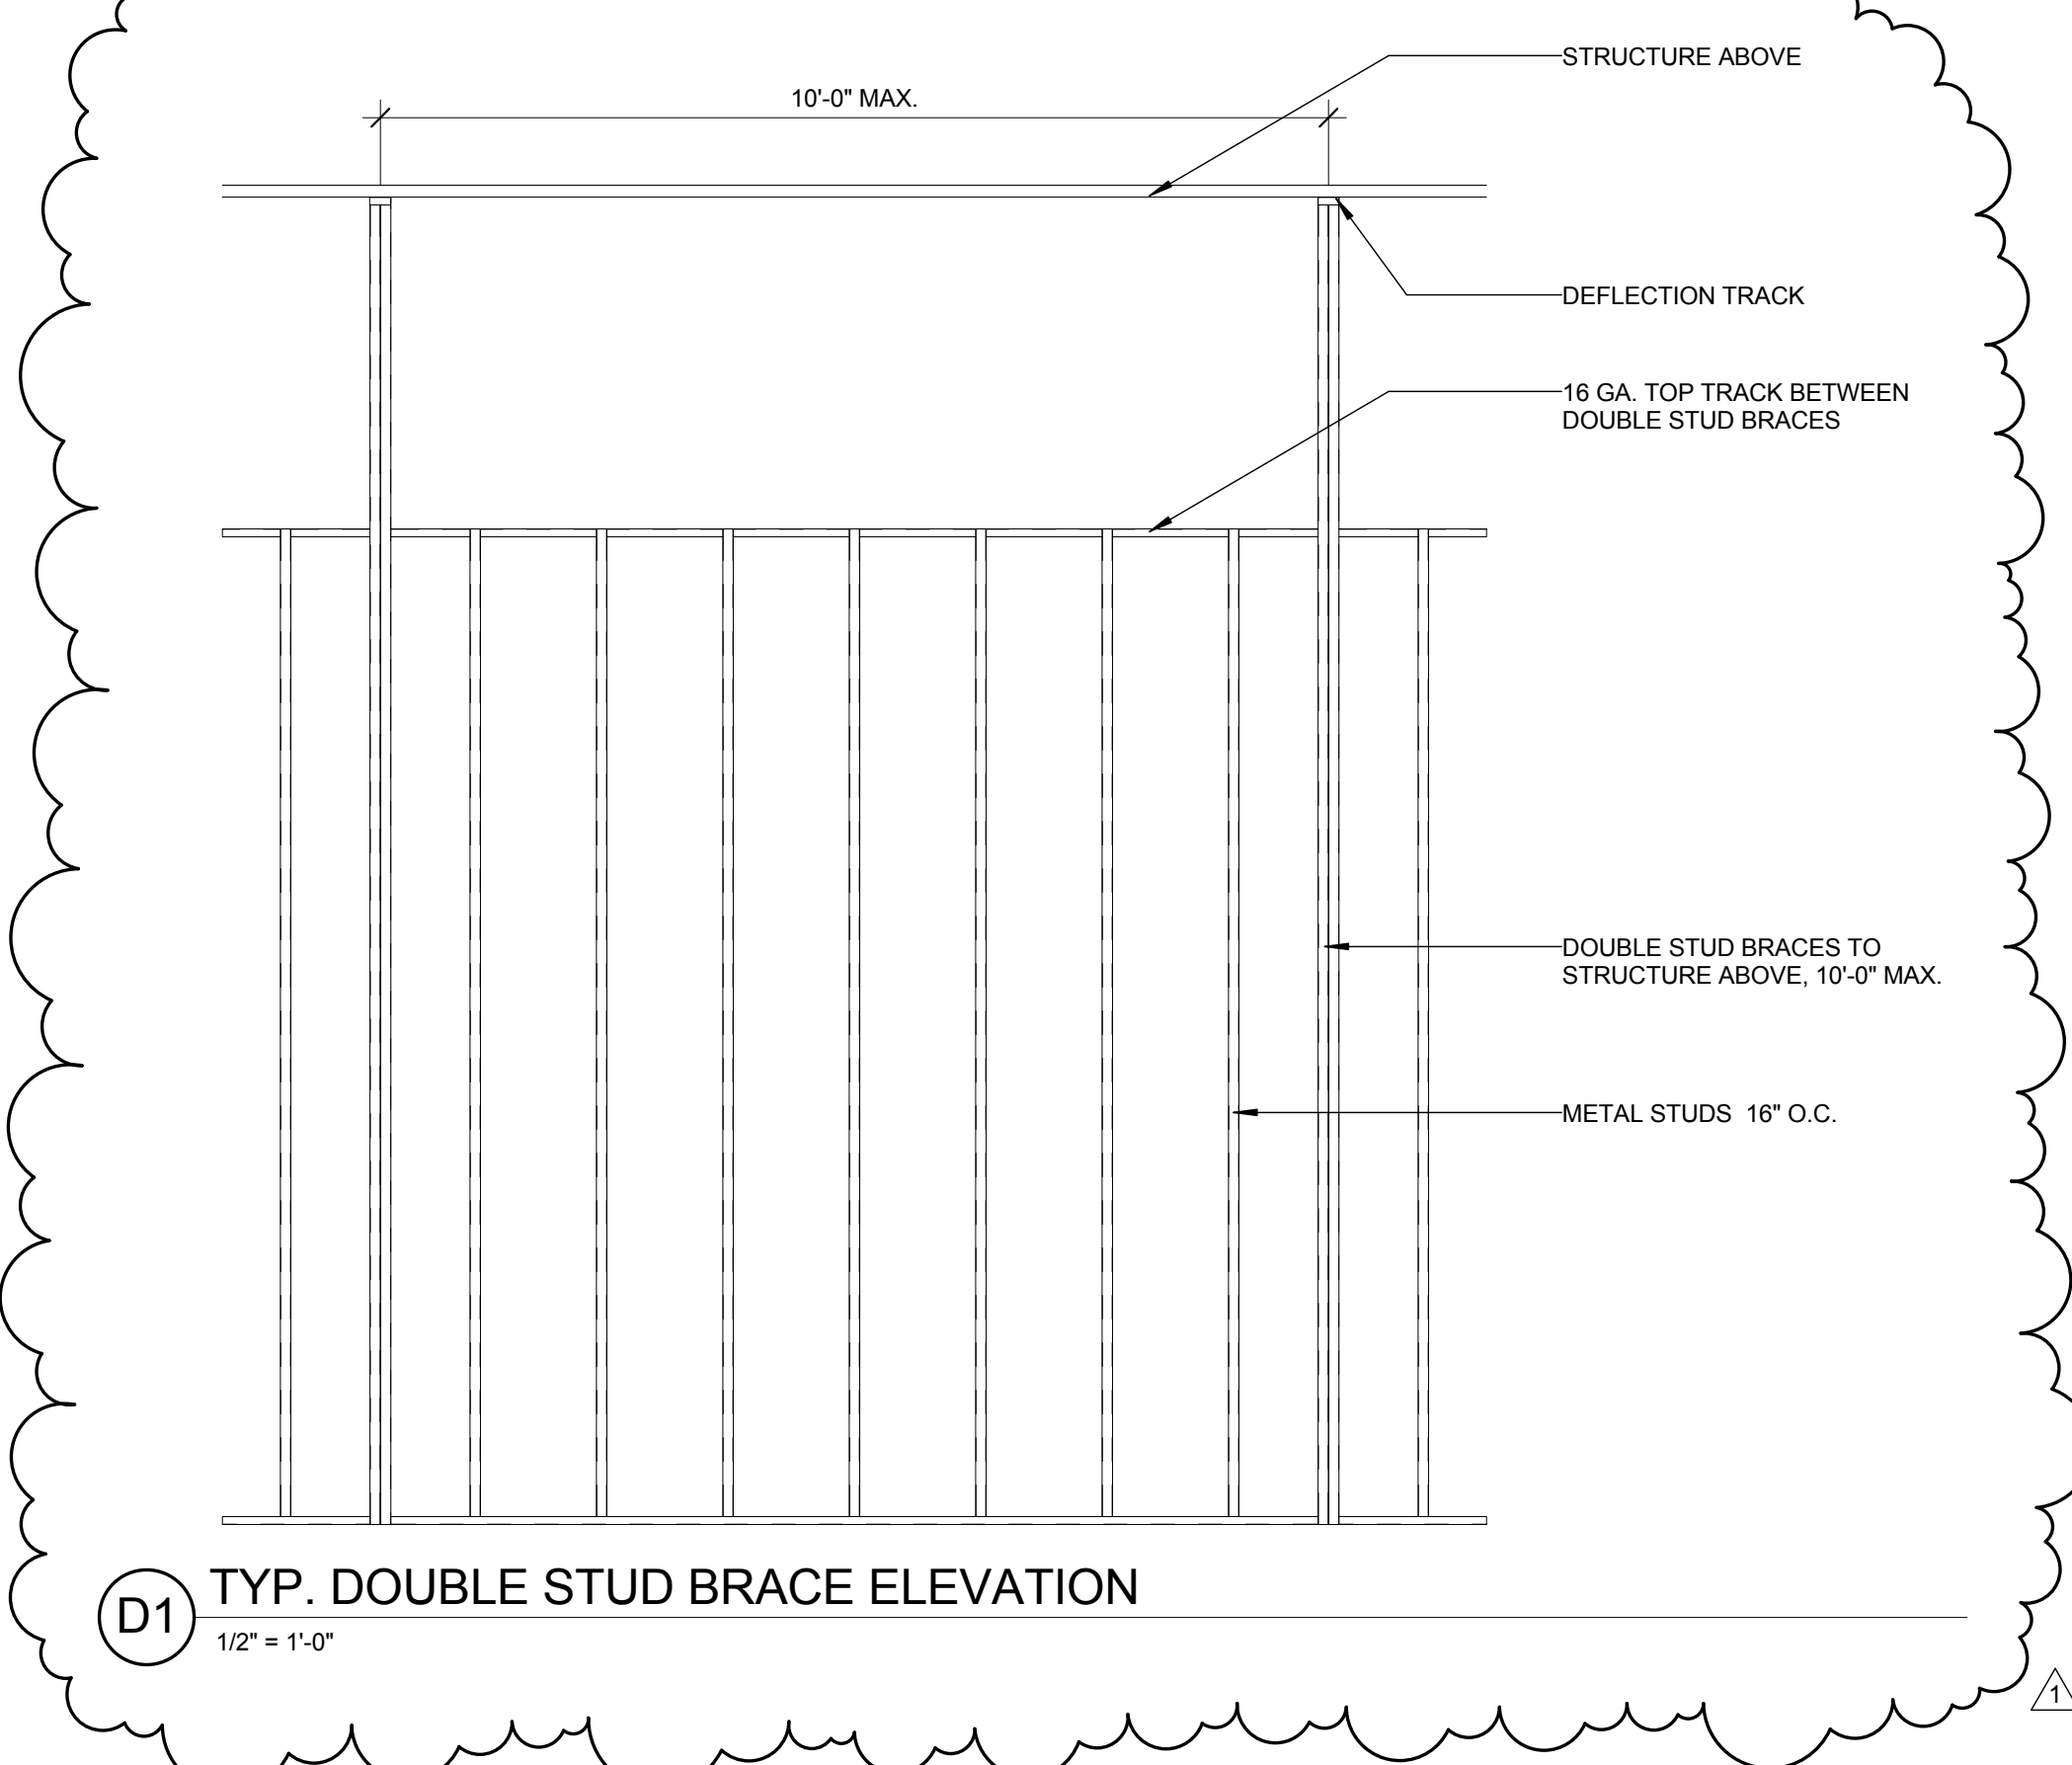 STRUCTURE ABOVE
10'-0" MAX.
DEFLECTION TRACK
16 GA. TOP TRACK BETWEEN
DOUBLE STUD BRACES
DOUBLE STUD BRACES TO
STRUCTURE ABOVE, 10'-0" MAX.
METAL STUDS  16" O.C.
D1
TYP. DOUBLE STUD BRACE ELEVATION
1/2" = 1'-0"
1